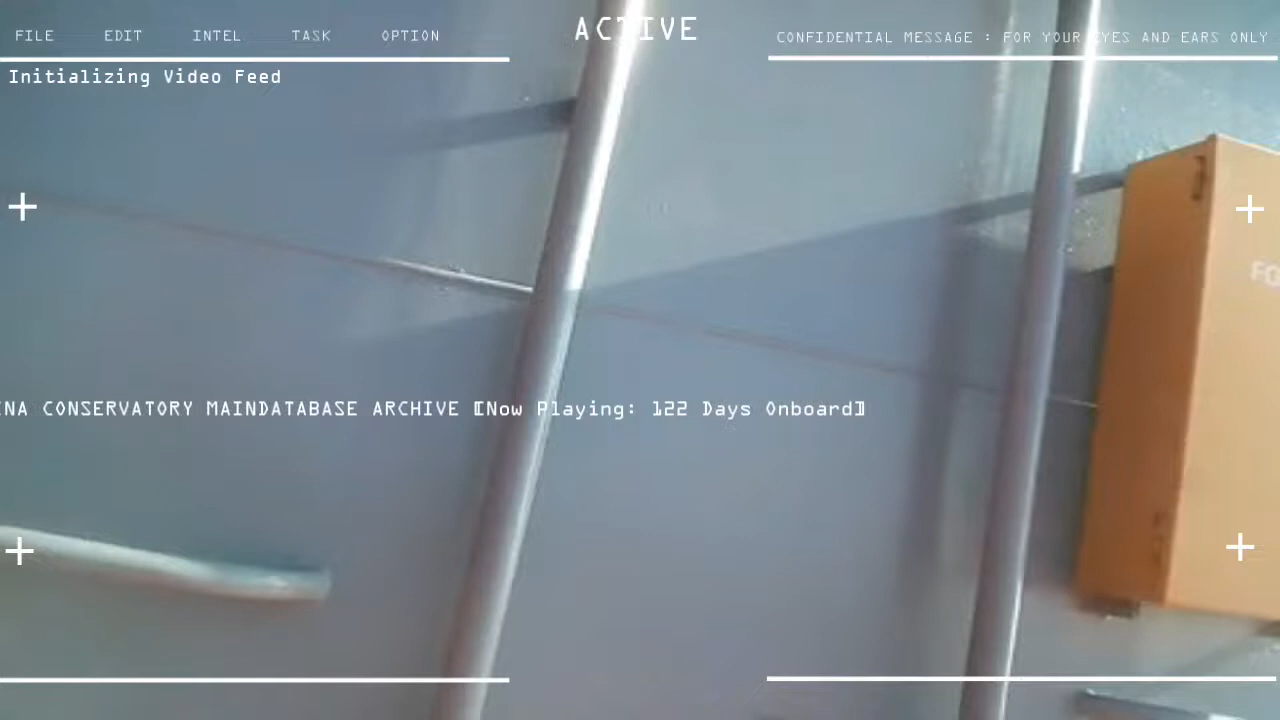 FILE EDIT INTEL TASK OPTION
ACTIVE
CONFIDENTIAL MESSAGE : FOR YOUR EYES AND EARS ONLY
Initializing Video Feed
CONSERVATORY MAINDATABASE ARCHIVE [Now Playing: 122 Days Onboard]